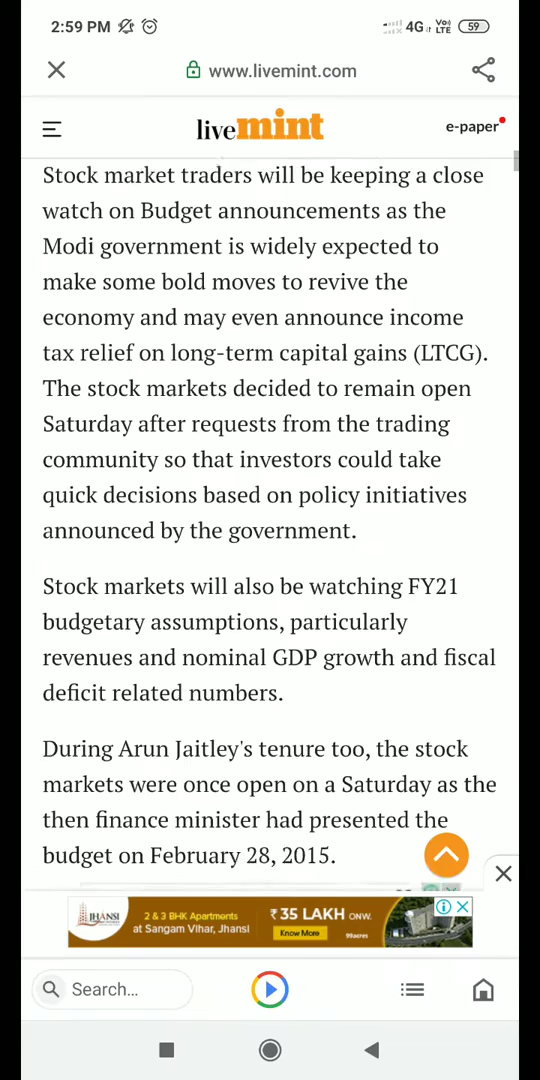 2:59 PM
4G
Vo))
LTE
59
www.livemint.com
livemint
e-paper
Stock market traders will be keeping a close
watch on Budget announcements as the
Modi government is widely expected to
make some bold moves to revive the
economy and may even announce income
tax relief on long-term capital gains (LTCG).
The stock markets decided to remain open
Saturday after requests from the trading
community so that investors could take
quick decisions based on policy initiatives
announced by the government.
Stock markets will also be watching FY21
budgetary assumptions, particularly
revenues and nominal GDP growth and fiscal
deficit related numbers.
During Arun Jaitley's tenure too, the stock
markets were once open on a Saturday as the
then finance minister had presented the
budget on February 28, 2015.
JHANSI
2 & 3 BHK Apartments
at Sangam Vihar, Jhansi
₹ 35 LAKH ONW.
Know More
99acres
Search...